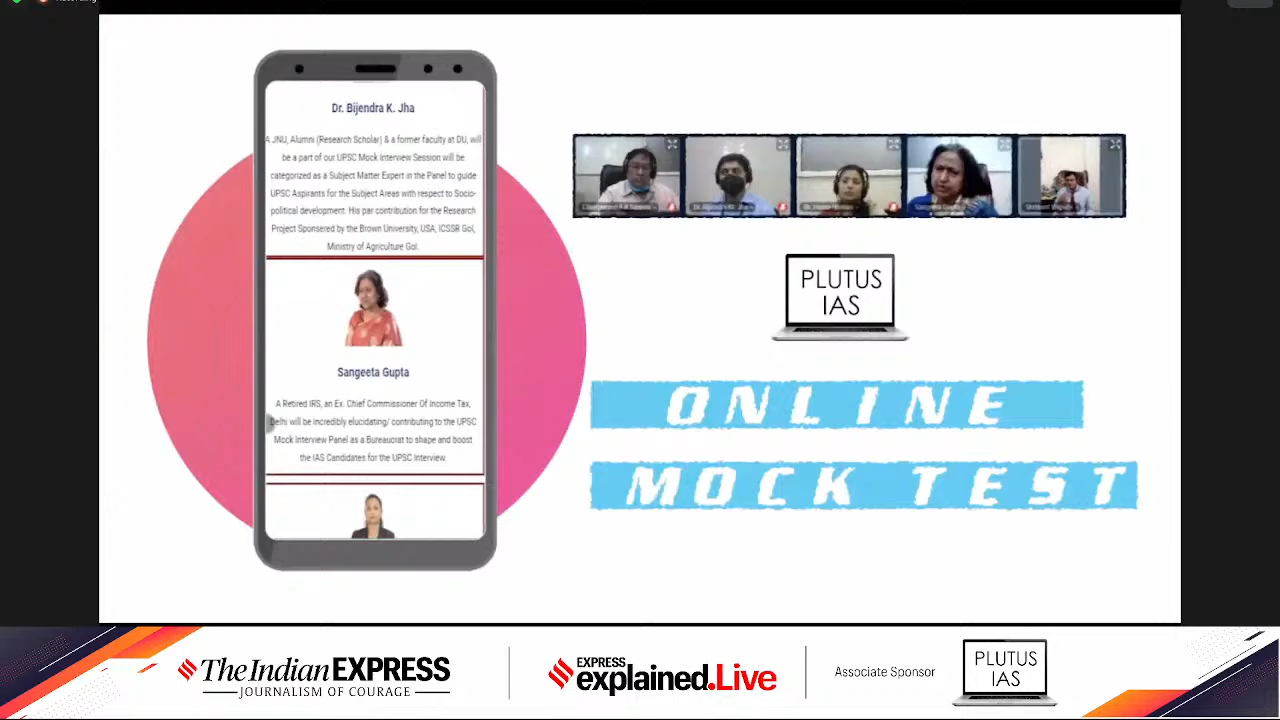 Dr. Bijendra K. Jha
A JNU, Alumni (Research Scholar) & a former faculty at DU, will
be a part of our UPSC Mock Interview Session will be
categorized as a Subject Matter Expert in the Panel to guide
UPSC Aspirants for the Subject Areas with respect to Socio-
political development. His par contribution for the Research
Project Sponsered by the Brown University, USA, ICSSR GoI,
Ministry of Agriculture GoI.
Sangeeta Gupta
A Retired IRS, an Ex. Chief Commissioner Of Income Tax,
Delhi will be incredibly elucidating/ contributing to the UPSC
Mock Interview Panel as a Bureaucrat to shape and boost
the IAS Candidates for the UPSC Interview.
Sangeeta Gupta
PLUTUS
IAS
ONLINE
MOCK TEST
The Indian EXPRESS
JOURNALISM OF COURAGE
EXPRESS
explained.Live
Associate Sponsor
PLUTUS
IAS